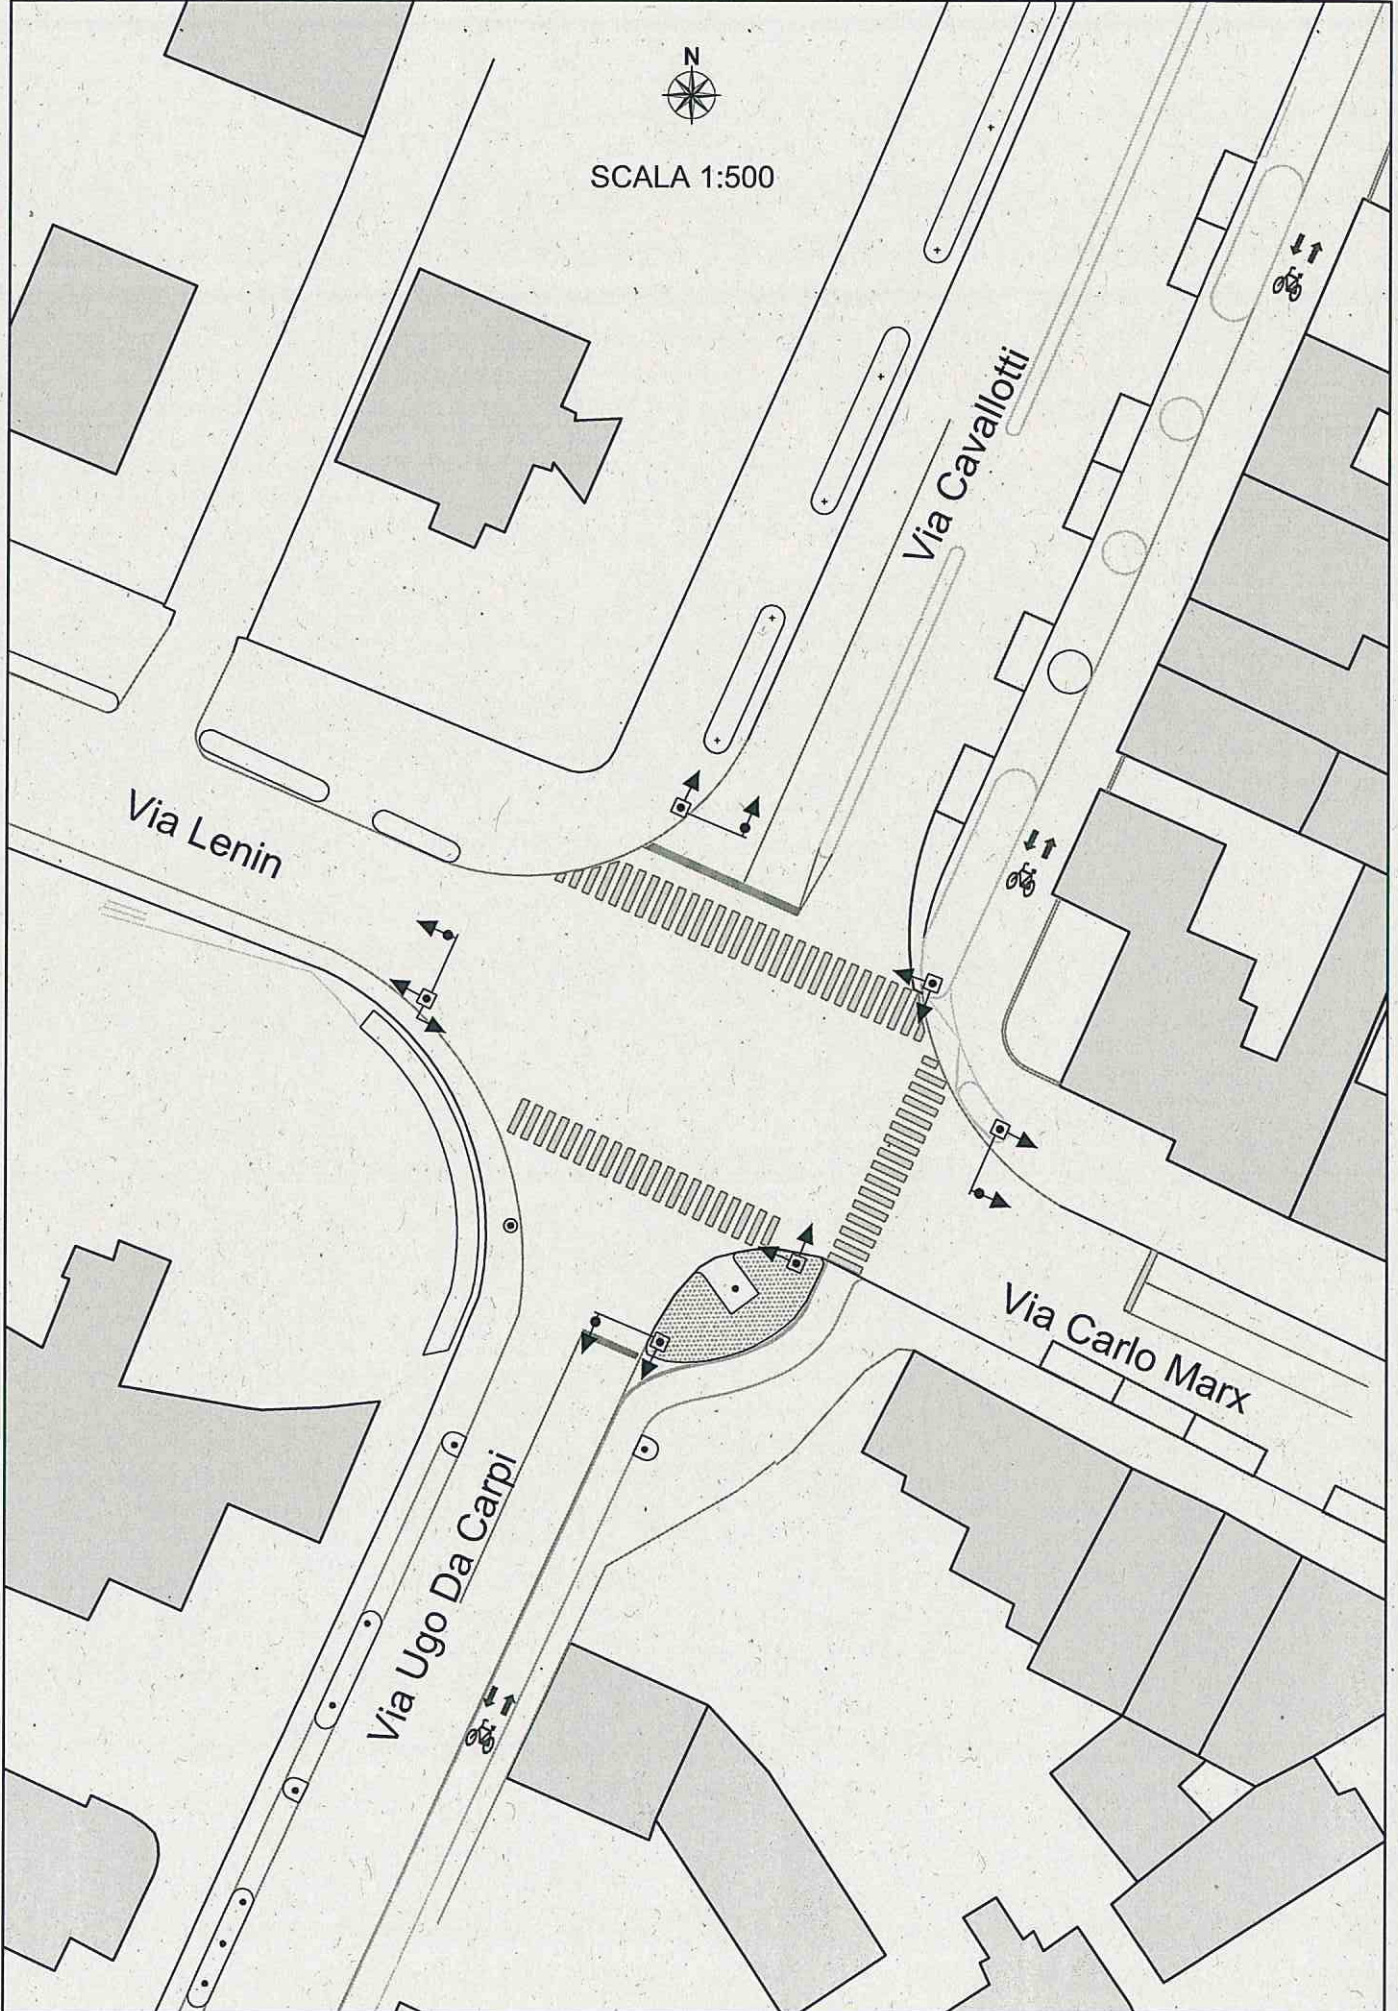 N
SCALA 1:500
Via Cavallotti
Via Lenin
Via Carlo Marx
Via Ugo Da Carpi